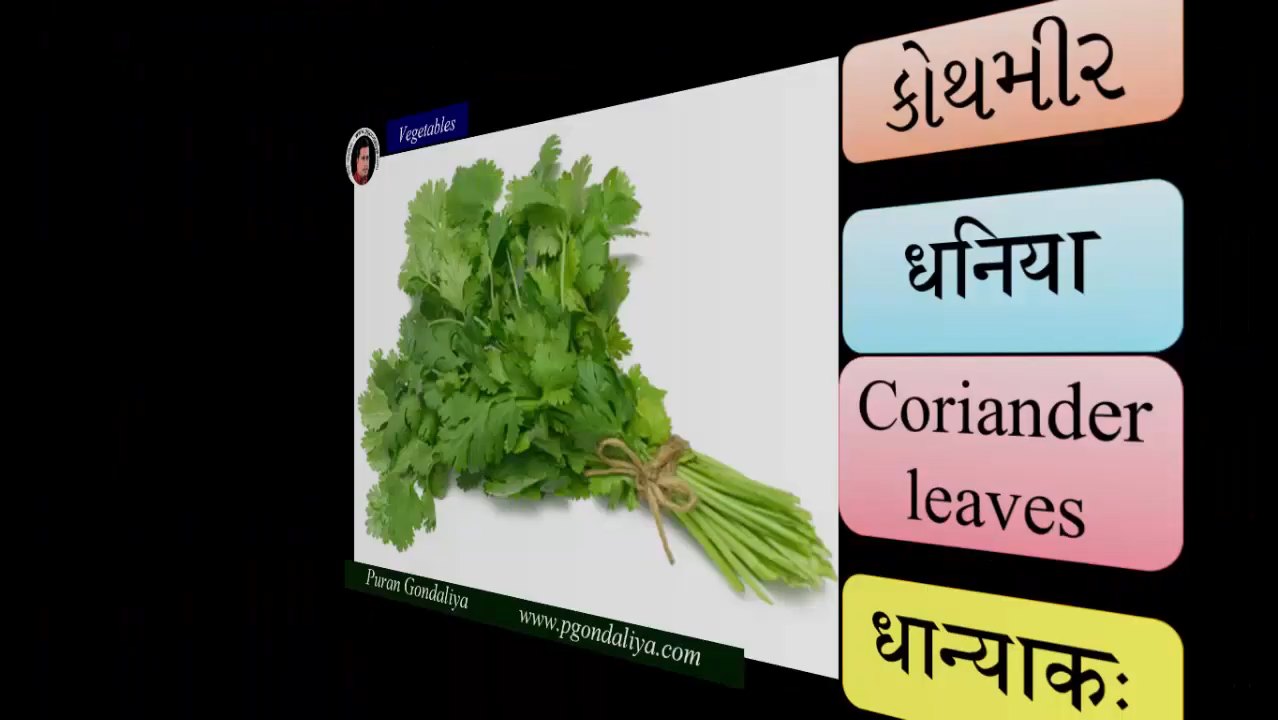 Vegetables
કોથમીર
धनिया
Coriander
leaves
धान्याकः
Puran Gondaliya
www.pgondaliya.com